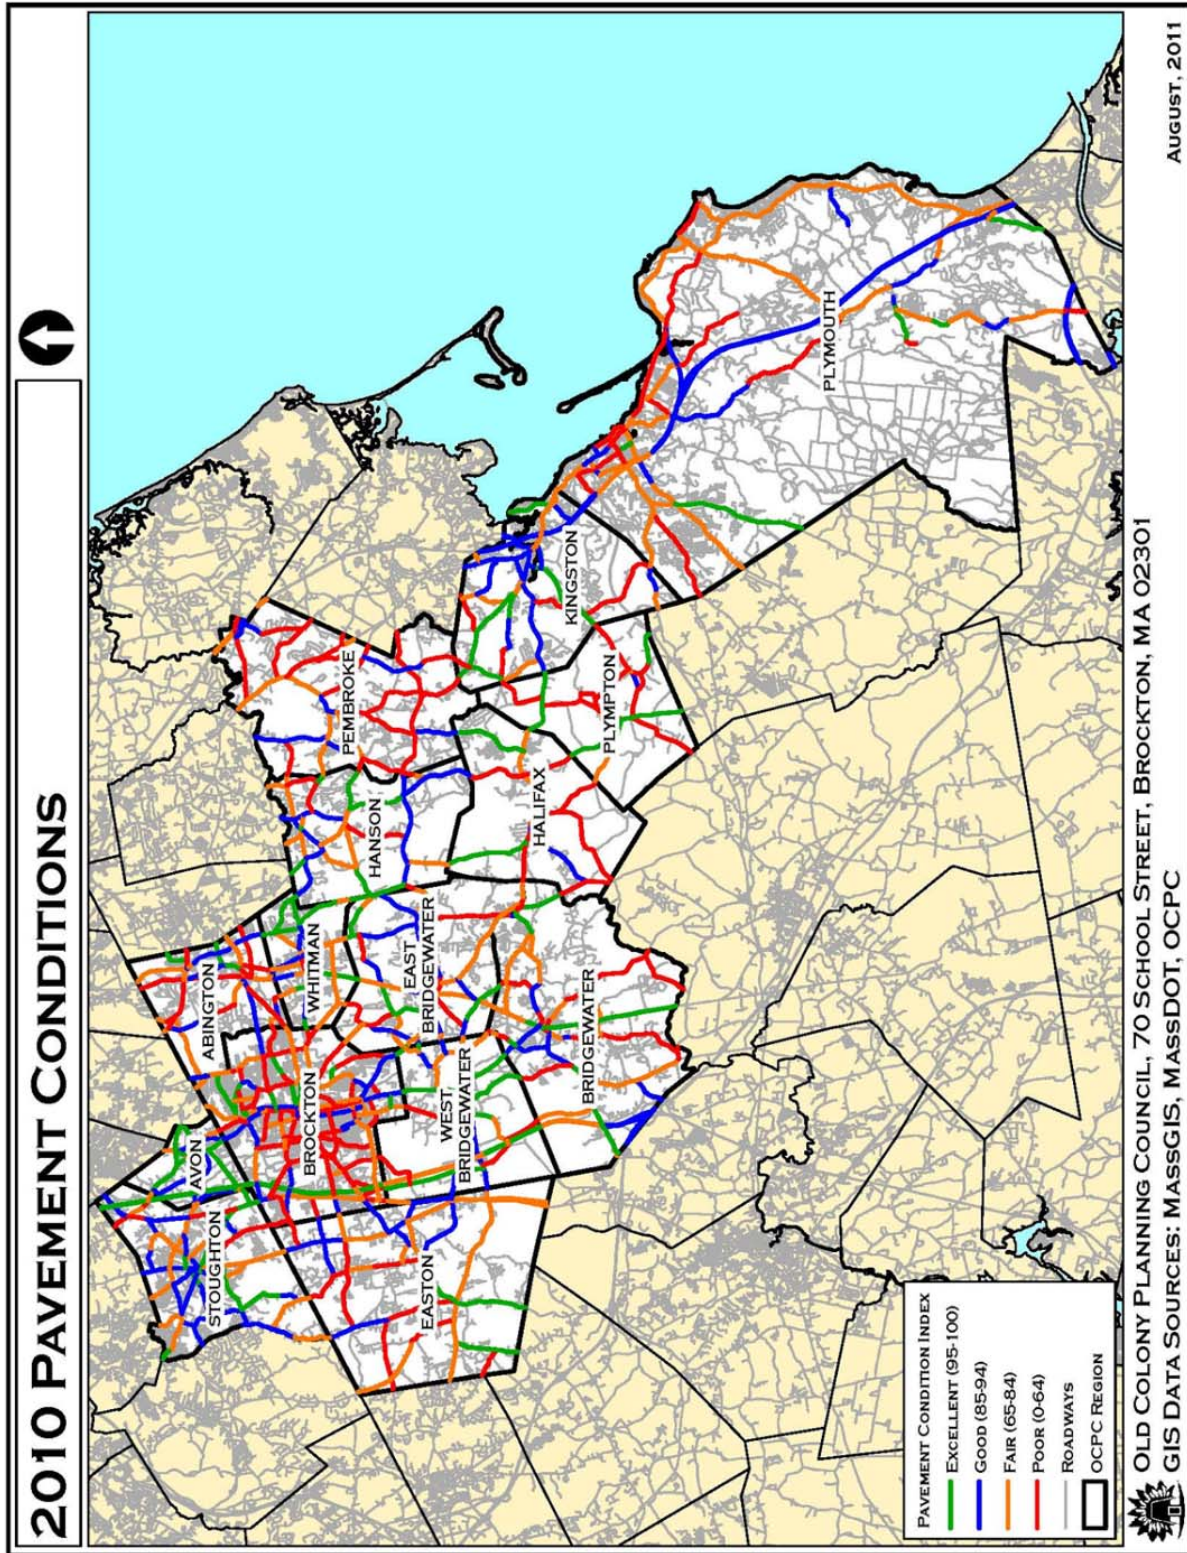 2010 PAVEMENT CONDITIONS
STOUGHTON
AVON
BROCKTON
ABINGTON
WHITMAN
EASTON
WEST
BRIDGEWATER
EAST
BRIDGEWATER
BRIDGEWATER
HANSON
PEMBROKE
HALIFAX
PLYMPTON
KINGSTON
PLYMOUTH
PAVEMENT CONDITION INDEX
EXCELLENT (95-100)
GOOD (85-94)
FAIR (65-84)
POOR (0-64)
ROADWAYS
OCPC REGION
OLD COLONY PLANNING COUNCIL, 70 SCHOOL STREET, BROCKTON, MA 02301
GIS DATA SOURCES: MASSGIS, MASSDOT, OCPC
AUGUST, 2011